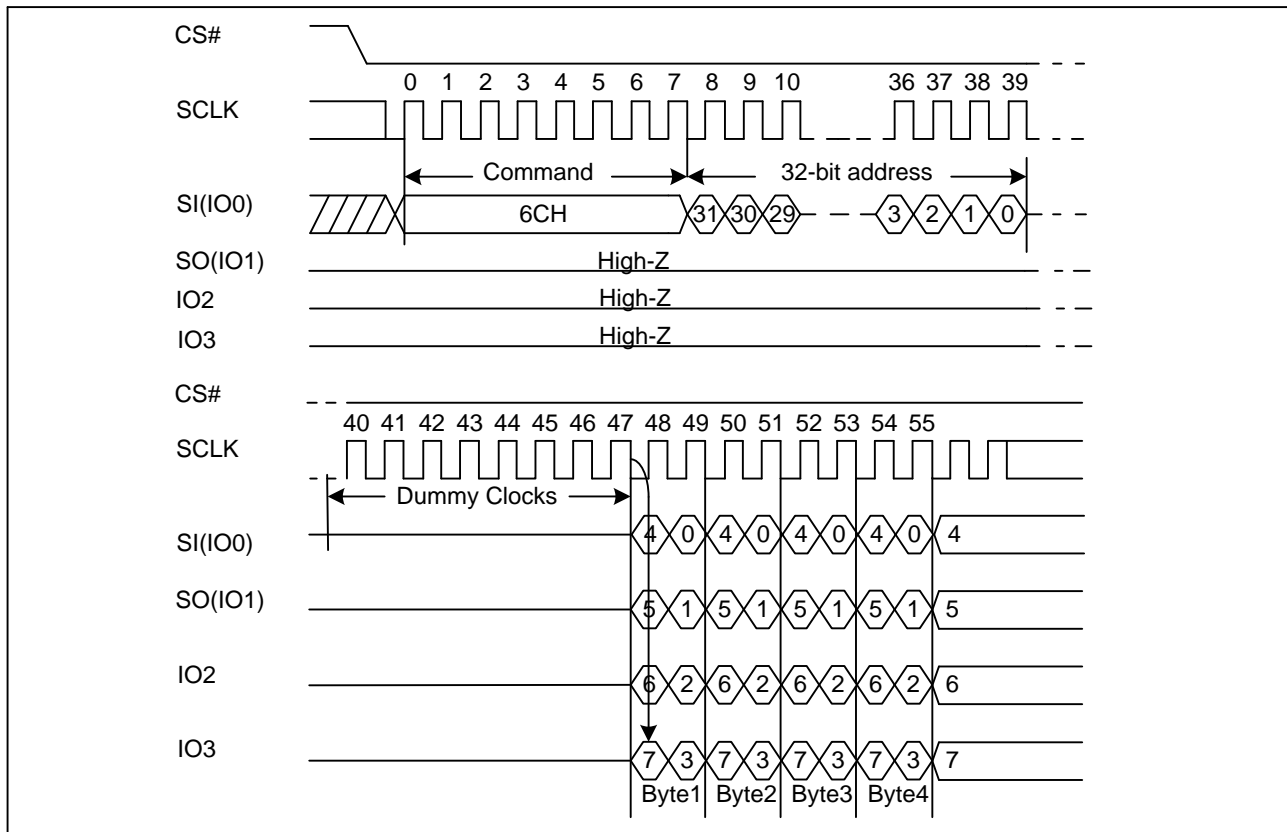 CS#
0 1 2 3 4 5 6 7 8 9 10 36 37 38 39
SCLK
Command 32-bit address
SI(IO0) 6CH 31 30 29 3 2 1 0
SO(IO1) High-Z
IO2 High-Z
IO3 High-Z
CS#
40 41 42 43 44 45 46 47 48 49 50 51 52 53 54 55
SCLK
Dummy Clocks
SI(IO0) 4 0 4 0 4 0 4 0 4
SO(IO1) 5 1 5 1 5 1 5 1 5
IO2 6 2 6 2 6 2 6 2 6
IO3 7 3 7 3 7 3 7 3 7
Byte1 Byte2 Byte3 Byte4